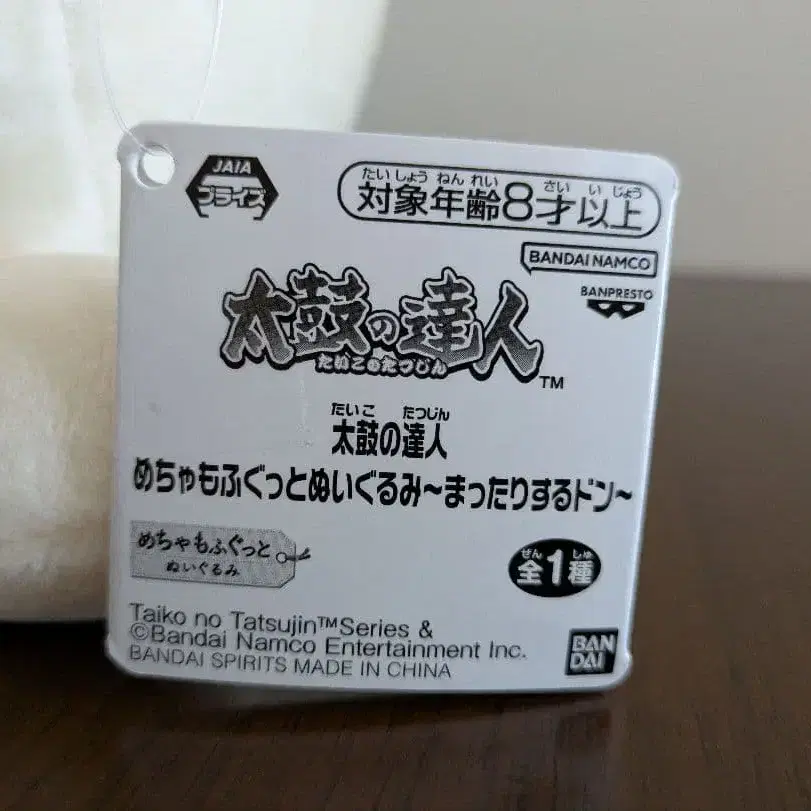 JAIA
プライズ
たいしょうねんれい さい いじょう
対象年齢8才以上
BANDAI NAMCO
BANPRESTO
太鼓の達人
たいこのたつじん
TM
たいこ たつじん
太鼓の達人
めちゃもふぐっとぬいぐるみ〜まったりするドン〜
めちゃもふぐっと
ぬいぐるみ
ぜん しゅ
全1種
Taiko no Tatsujin™Series &
©Bandai Namco Entertainment Inc.
BANDAI SPIRITS MADE IN CHINA
BAN
DAI